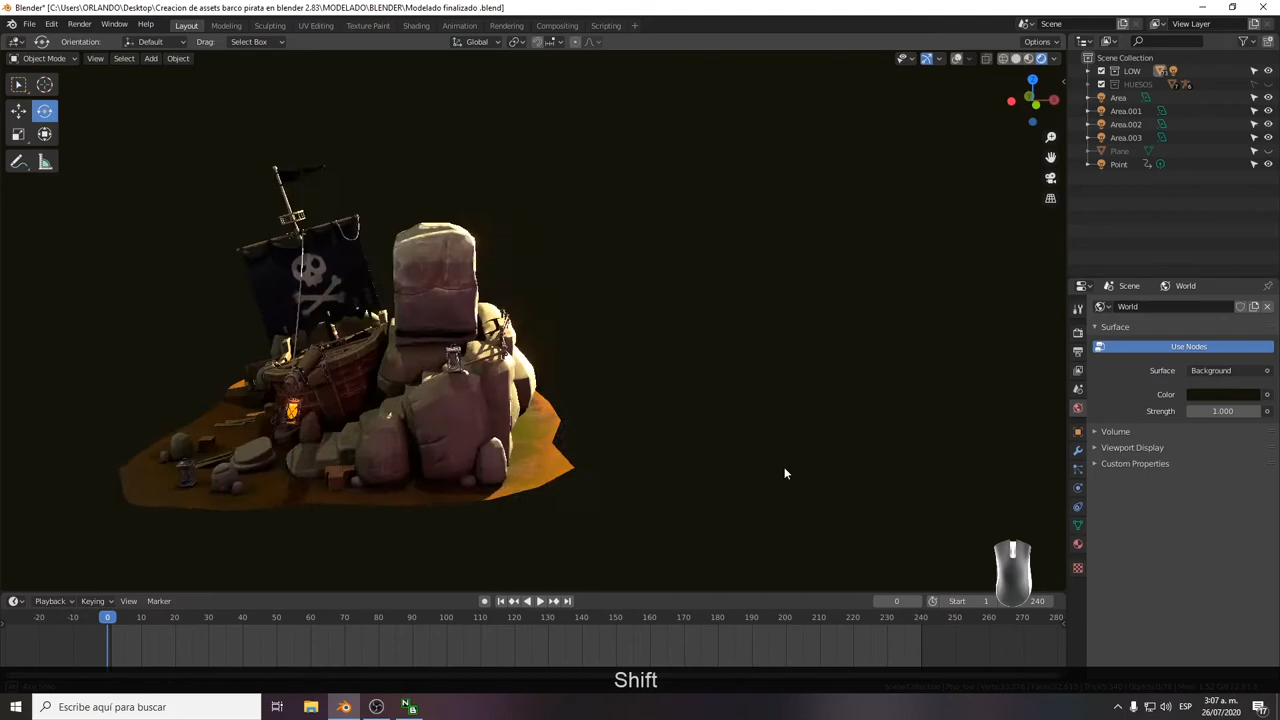 Blender* [C:\Users\ORLANDO\Desktop\Creacion de assets barco pirata en blender 2.83\MODELADO\BLENDER\Modelado finalizado .blend]
File Edit Render Window Help Layout Modeling Sculpting UV Editing Texture Paint Shading Animation Rendering Compositing Scripting + Scene View Layer
Orientation: Default Drag: Select Box Global Options
Object Mode View Select Add Object
Scene Collection
LOW
HUESOS
Area
Area.001
Area.002
Area.003
Plane
Point
Z
Scene World
World
Surface
Use Nodes
Surface Background
Color
Strength 1.000
Volume
Viewport Display
Custom Properties
Playback Keying View Marker 0 Start 1 240
-20 -10 0 10 20 30 40 50 60 70 80 90 100 110 120 130 140 150 160 170 180 190 200 210 220 230 240 250 260 270 280
Shift
Escribe aquí para buscar
ESP
3:07 a. m.
26/07/2020
17